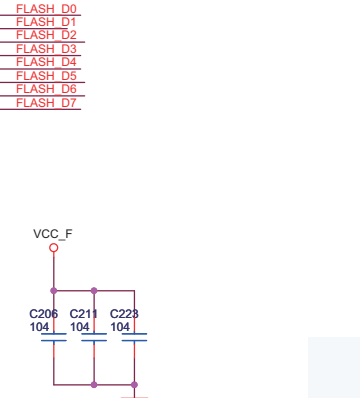 FLASH_D0
FLASH_D1
FLASH_D2
FLASH_D3
FLASH_D4
FLASH_D5
FLASH_D6
FLASH_D7
VCC_F
C206 C211 C223
104 104 104